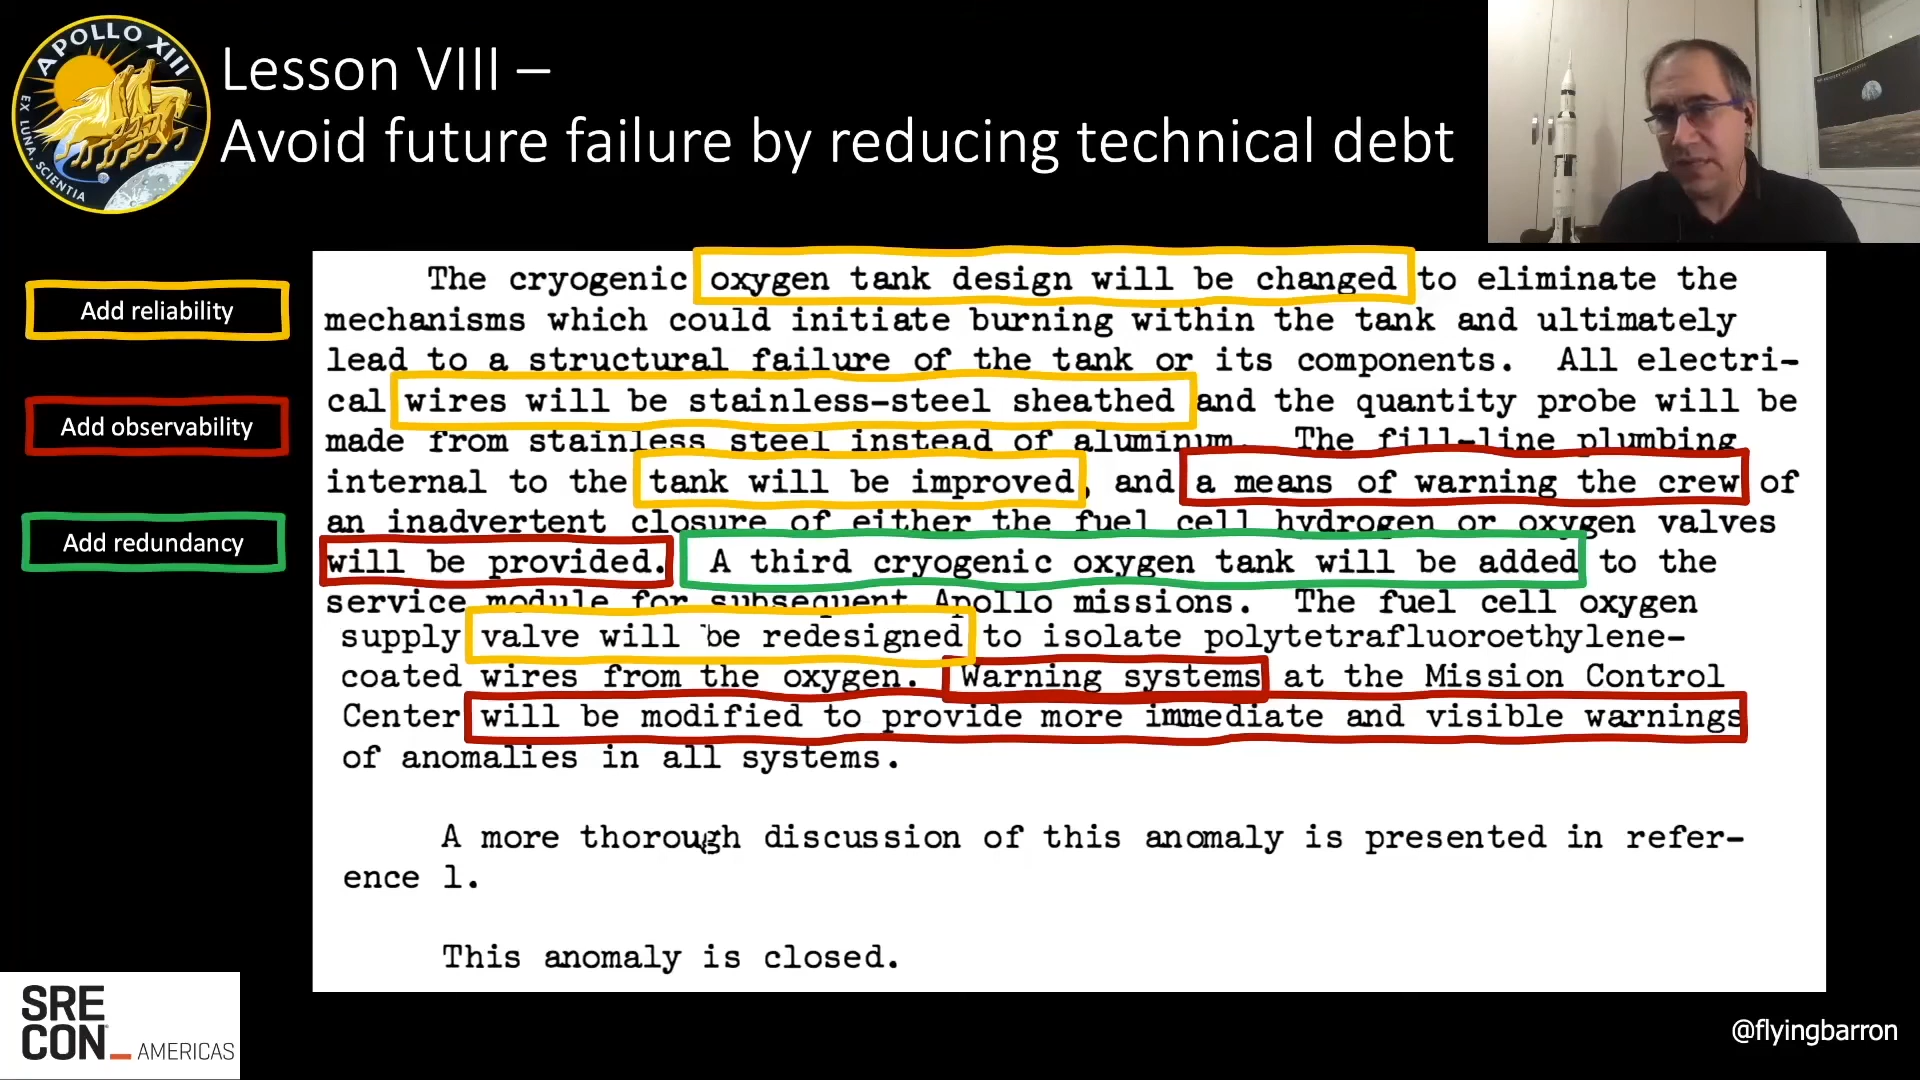 APOLLO XIII
EX LUNA, SCIENTIA
Lesson VIII –
Avoid future failure by reducing technical debt
Add reliability
Add observability
Add redundancy
The cryogenic oxygen tank design will be changed to eliminate the
mechanisms which could initiate burning within the tank and ultimately
lead to a structural failure of the tank or its components. All electri-
cal wires will be stainless-steel sheathed and the quantity probe will be
made from stainless steel instead of aluminum. The fill-line plumbing
internal to the tank will be improved, and a means of warning the crew of
an inadvertent closure of either the fuel cell hydrogen or oxygen valves
will be provided. A third cryogenic oxygen tank will be added to the
service module for subsequent Apollo missions. The fuel cell oxygen
supply valve will be redesigned to isolate polytetrafluoroethylene-
coated wires from the oxygen. Warning systems at the Mission Control
Center will be modified to provide more immediate and visible warnings
of anomalies in all systems.
A more thorough discussion of this anomaly is presented in refer-
ence 1.
This anomaly is closed.
SRE
CON AMERICAS
@flyingbarron